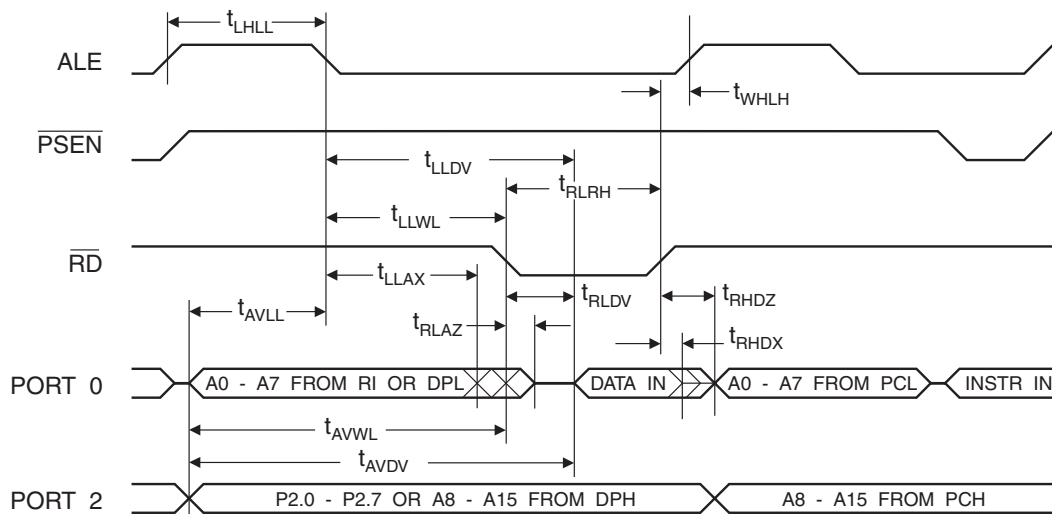 tLHLL
ALE
tWHLH
PSEN
tLLDV
tRLRH
tLLWL
RD
tLLAX
tRLDV
tRHDZ
tAVLL
tRLAZ
tRHDX
PORT 0
A0 - A7 FROM RI OR DPL
DATA IN
A0 - A7 FROM PCL
INSTR IN
tAVWL
tAVDV
PORT 2
P2.0 - P2.7 OR A8 - A15 FROM DPH
A8 - A15 FROM PCH